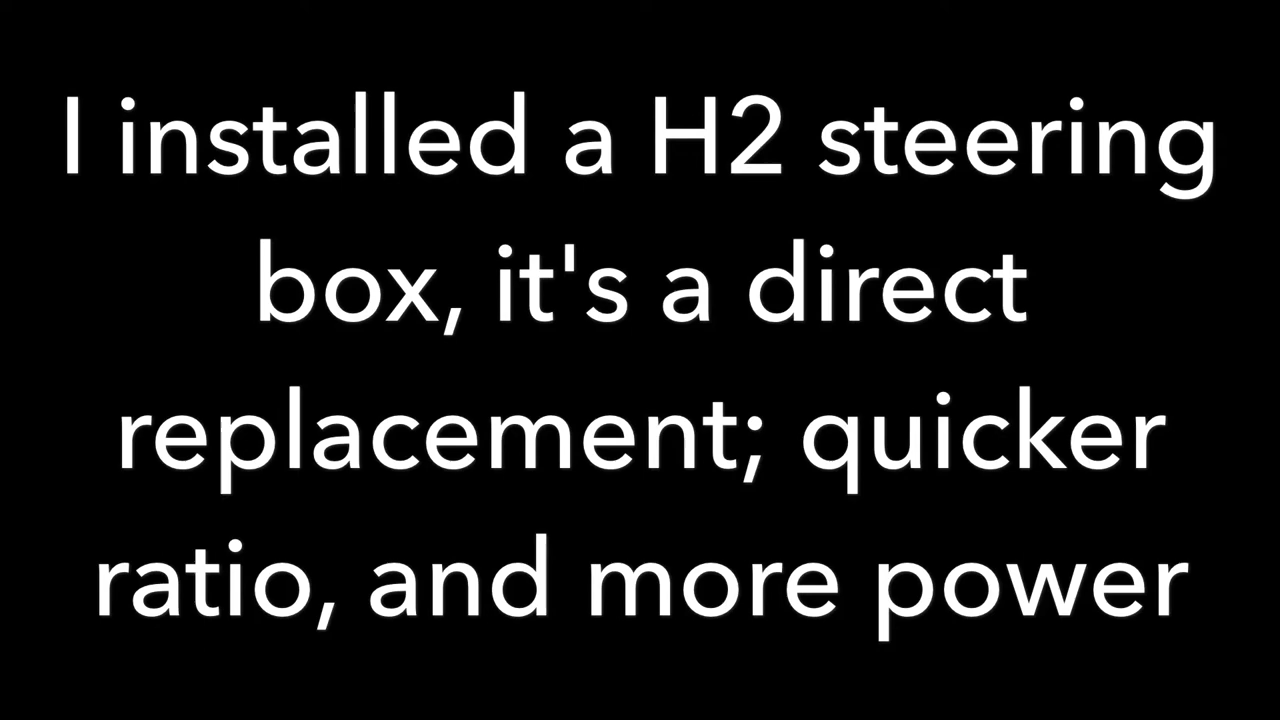 I installed a H2 steering
box, it's a direct
replacement; quicker
ratio, and more power